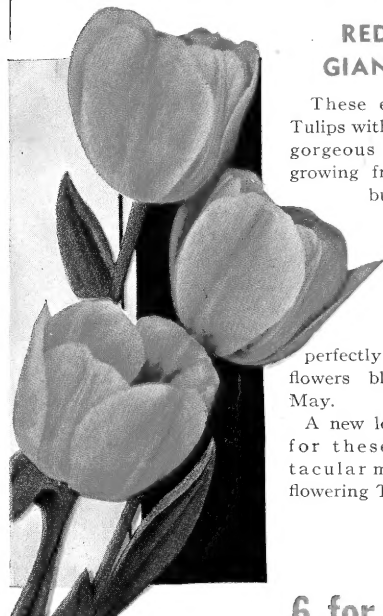 RED
GIAN
These e
Tulips with
gorgeous
growing fr
bu
perfectly
flowers bl
May.
A new le
for these
tacular m
flowering T
6 for